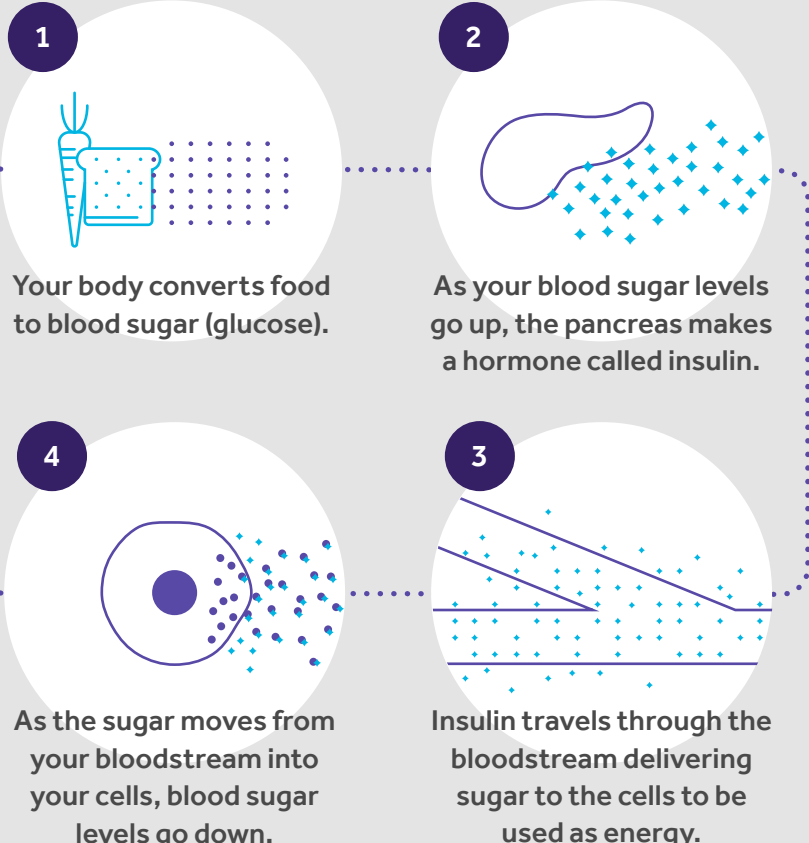 1
Your body converts food
to blood sugar (glucose).
2
As your blood sugar levels
go up, the pancreas makes
a hormone called insulin.
3
Insulin travels through the
bloodstream delivering
sugar to the cells to be
used as energy.
4
As the sugar moves from
your bloodstream into
your cells, blood sugar
levels go down.